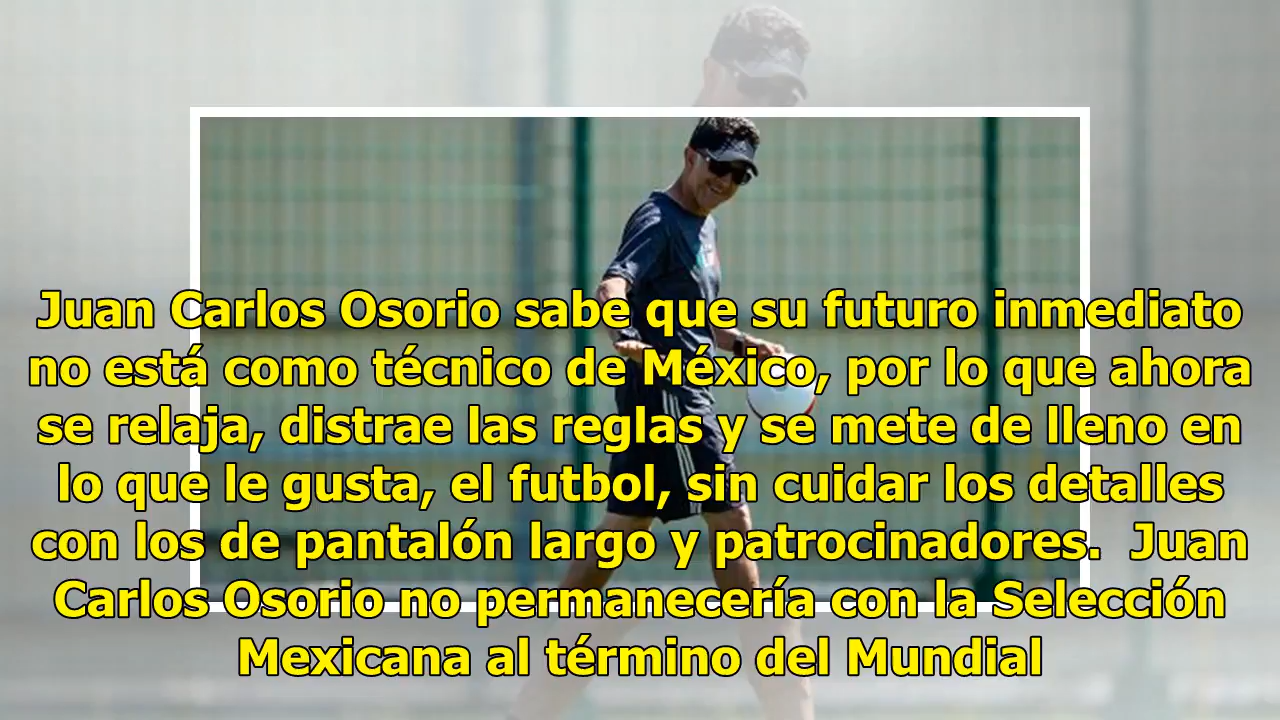 Juan Carlos Osorio sabe que su futuro inmediato
no está como técnico de México, por lo que ahora
se relaja, distrae las reglas y se mete de lleno en
lo que le gusta, el futbol, sin cuidar los detalles
con los de pantalón largo y patrocinadores.  Juan
Carlos Osorio no permanecería con la Selección
Mexicana al término del Mundial